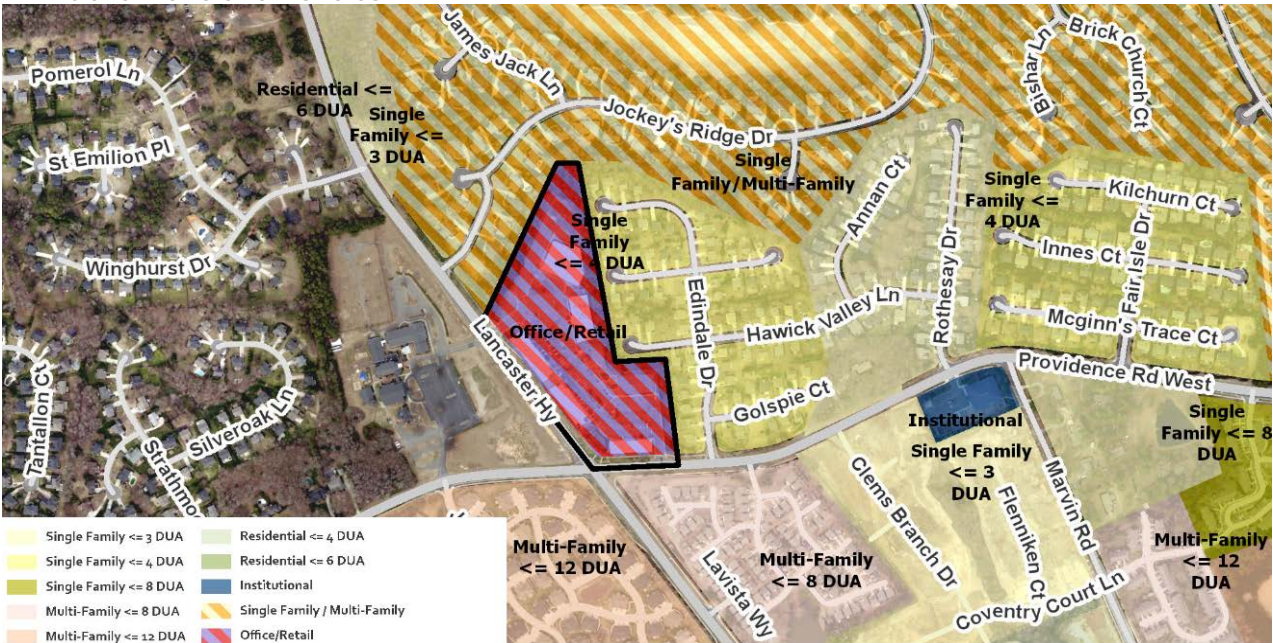 James Jack Ln
Brick Church Ct
Bishar Ln
Pomerol Ln
Residential <=
6 DUA
Single
Family <=
3 DUA
Jockey's Ridge Dr
St Emilion Pl
Single
Family/Multi-Family
Annan Ct
Single
Family <=
4 DUA
Kilchurn Ct
Single
Family
<= 4 DUA
Rothesay Dr
Innes Ct
Fair Isle Dr
Winghurst Dr
Edindale Dr
Hawick Valley Ln
Mcginn's Trace Ct
Office/Retail
Lancaster Hy
Providence Rd West
Tantallon Ct
Silveroak Ln
Golspie Ct
Institutional
Single
Family <= 8
DUA
Single Family
<= 3
DUA
Clems Branch Dr
Flenniken Ct
Marvin Rd
Multi-Family
<= 12 DUA
Multi-Family
<= 8 DUA
Multi-Family
<= 12
DUA
Lavista Wy
Coventry Court Ln
Single Family <= 3 DUA
Single Family <= 4 DUA
Single Family <= 8 DUA
Multi-Family <= 8 DUA
Multi-Family <= 12 DUA
Residential <= 4 DUA
Residential <= 6 DUA
Institutional
Single Family / Multi-Family
Office/Retail